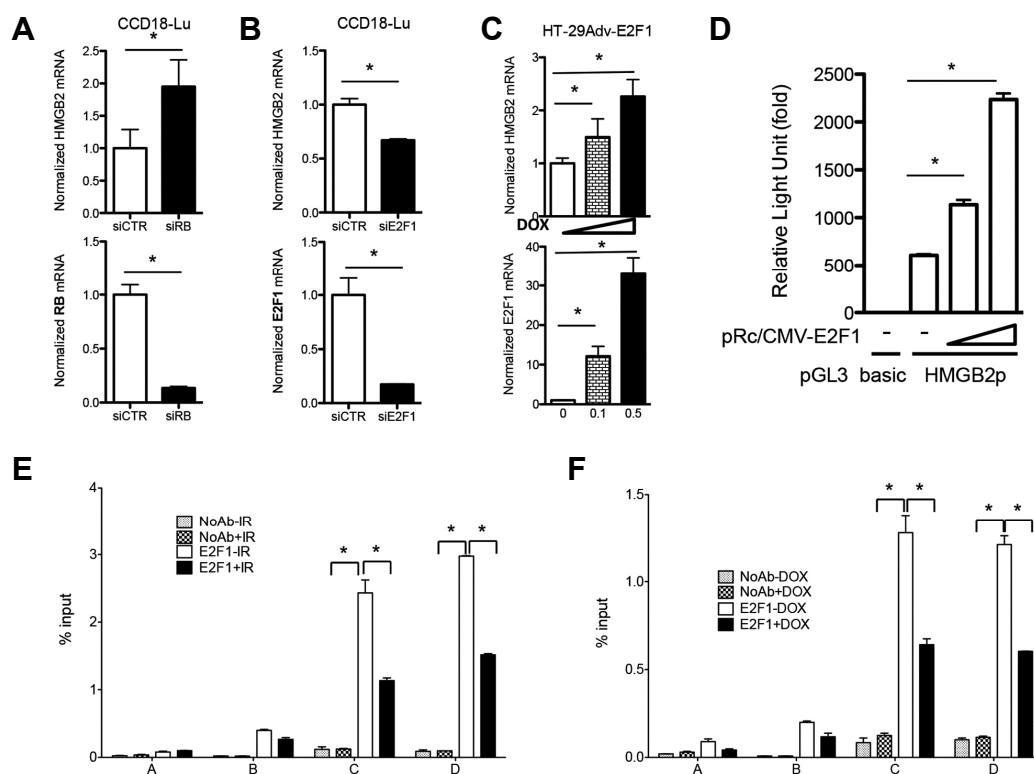 A
CCD18-Lu
*
Normalized HMGB2 mRNA
2.5
2.0
1.5
1.0
0.5
0.0
siCTR siRB
*
Normalized RB mRNA
1.5
1.0
0.5
0.0
siCTR siRB
B
CCD18-Lu
*
Normalized HMGB2 mRNA
1.5
1.0
0.5
0.0
siCTR siE2F1
*
Normalized E2F1 mRNA
1.5
1.0
0.5
0.0
siCTR siE2F1
C
HT-29Adv-E2F1
*
*
Normalized HMGB2 mRNA
3
2
1
0
DOX
*
*
Normalized E2F1 mRNA
40
30
20
10
0
0 0.1 0.5
D
*
*
Relative Light Unit (fold)
2500
2000
1500
1000
500
0
pRc/CMV-E2F1 - -
pGL3 basic HMGB2p
E
% input
4
3
2
1
0
NoAb-IR
NoAb+IR
E2F1-IR
E2F1+IR
* *
* *
A B C D
F
% input
1.5
1.0
0.5
0.0
NoAb-DOX
NoAb+DOX
E2F1-DOX
E2F1+DOX
* *
* *
A B C D